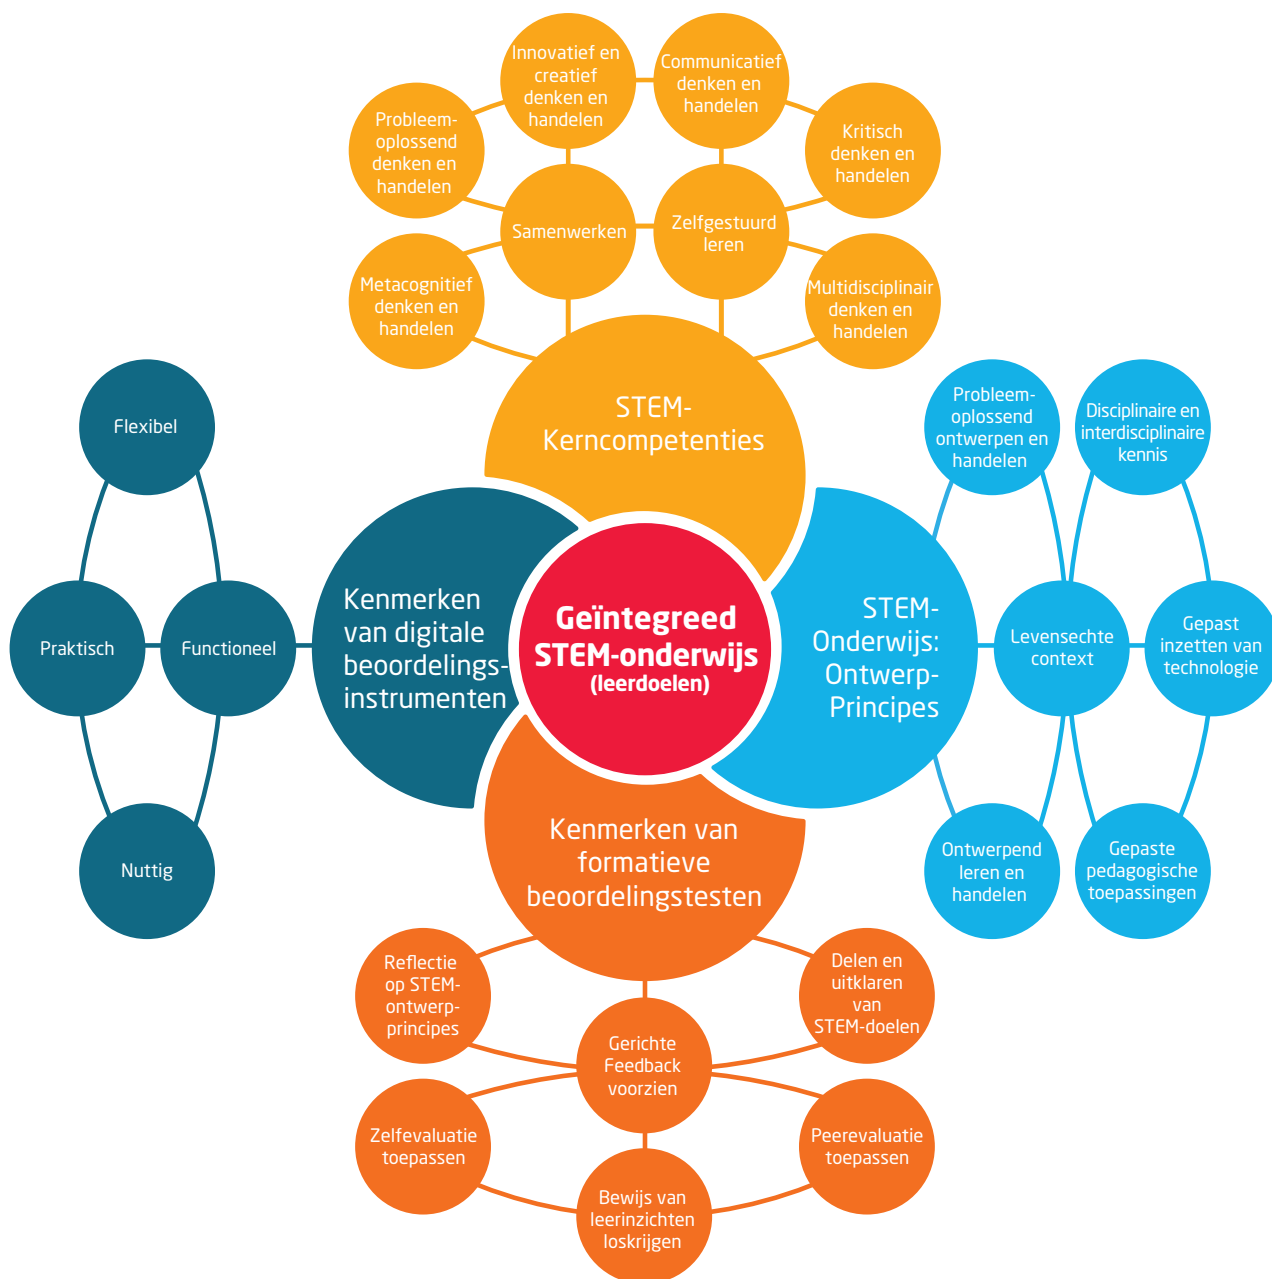 Innovatief en
creatief
denken en
handelen
Communicatief
denken en
handelen
Probleem-
oplossend
denken en
handelen
Kritisch
denken en
handelen
Samenwerken
Zelfgestuurd
leren
Metacognitief
denken en
handelen
Multidisciplinair
denken en
handelen
STEM-
Kerncompetenties
Flexibel
Praktisch
Functioneel
Nuttig
Kenmerken
van digitale
beoordelings-
instrumenten
Geïntegreed
STEM-onderwijs
(leerdoelen)
STEM-
Onderwijs:
Ontwerp-
Principes
Probleem-
oplossend
ontwerpen en
handelen
Disciplinaire en
interdisciplinaire
kennis
Levensechte
context
Gepast
inzetten van
technologie
Ontwerpend
leren en
handelen
Gepaste
pedagogische
toepassingen
Kenmerken van
formatieve
beoordelingstesten
Reflectie
op STEM-
ontwerp-
principes
Delen en
uitklaren
van
STEM-doelen
Gerichte
Feedback
voorzien
Zelfevaluatie
toepassen
Peerevaluatie
toepassen
Bewijs van
leerinzichten
loskrijgen